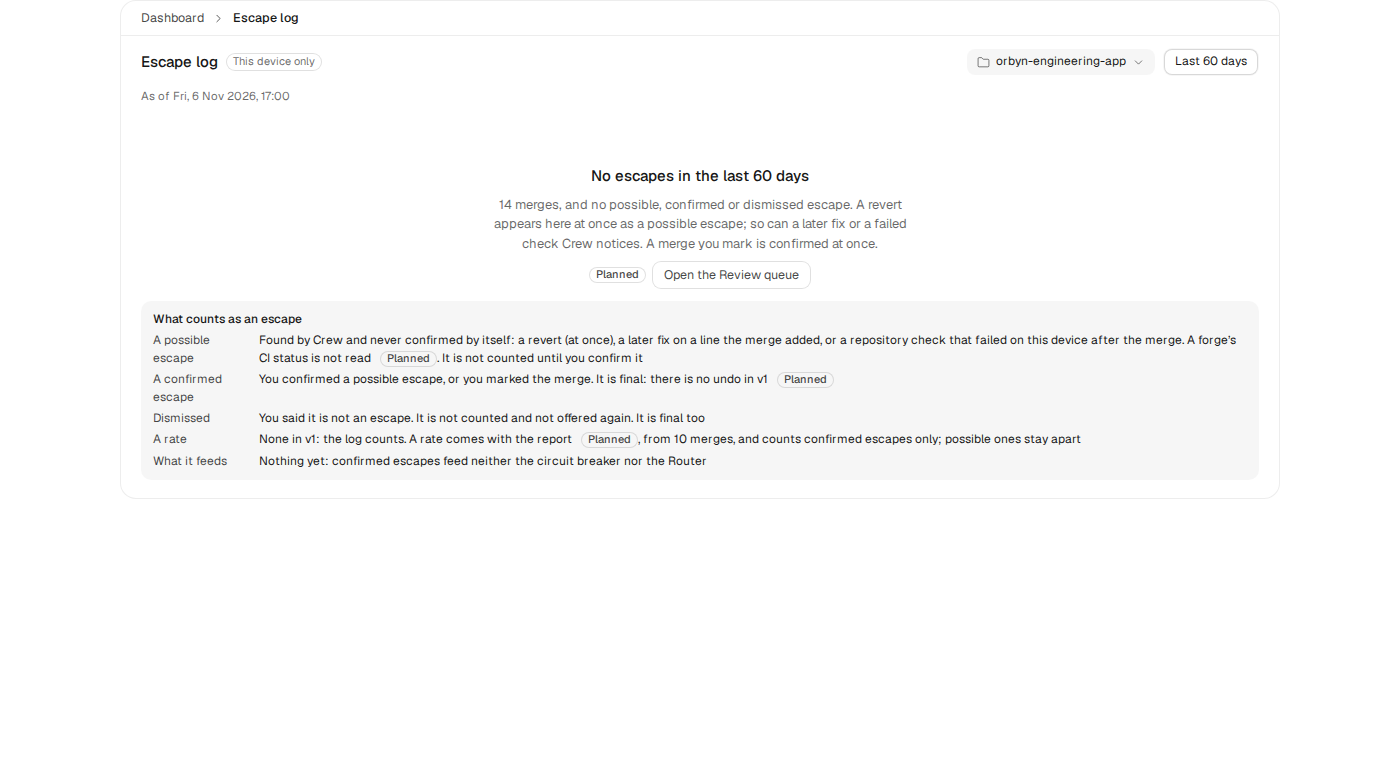 Dashboard > Escape log
Escape log This device only orbyn-engineering-app Last 60 days
As of Fri, 6 Nov 2026, 17:00
No escapes in the last 60 days
14 merges, and no possible, confirmed or dismissed escape. A revert
appears here at once as a possible escape; so can a later fix or a failed
check Crew notices. A merge you mark is confirmed at once.
Planned Open the Review queue
What counts as an escape
A possible escape
Found by Crew and never confirmed by itself: a revert (at once), a later fix on a line the merge added, or a repository check that failed on this device after the merge. A forge's
CI status is not read Planned. It is not counted until you confirm it
A confirmed escape
You confirmed a possible escape, or you marked the merge. It is final: there is no undo in v1 Planned
Dismissed You said it is not an escape. It is not counted and not offered again. It is final too
A rate None in v1: the log counts. A rate comes with the report Planned, from 10 merges, and counts confirmed escapes only; possible ones stay apart
What it feeds Nothing yet: confirmed escapes feed neither the circuit breaker nor the Router